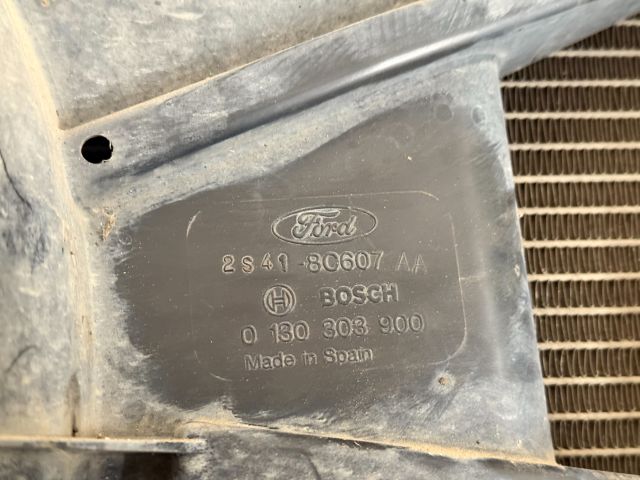 Ford
2S41-8C607 AA
BOSCH
0 130 303 900
Made in Spain